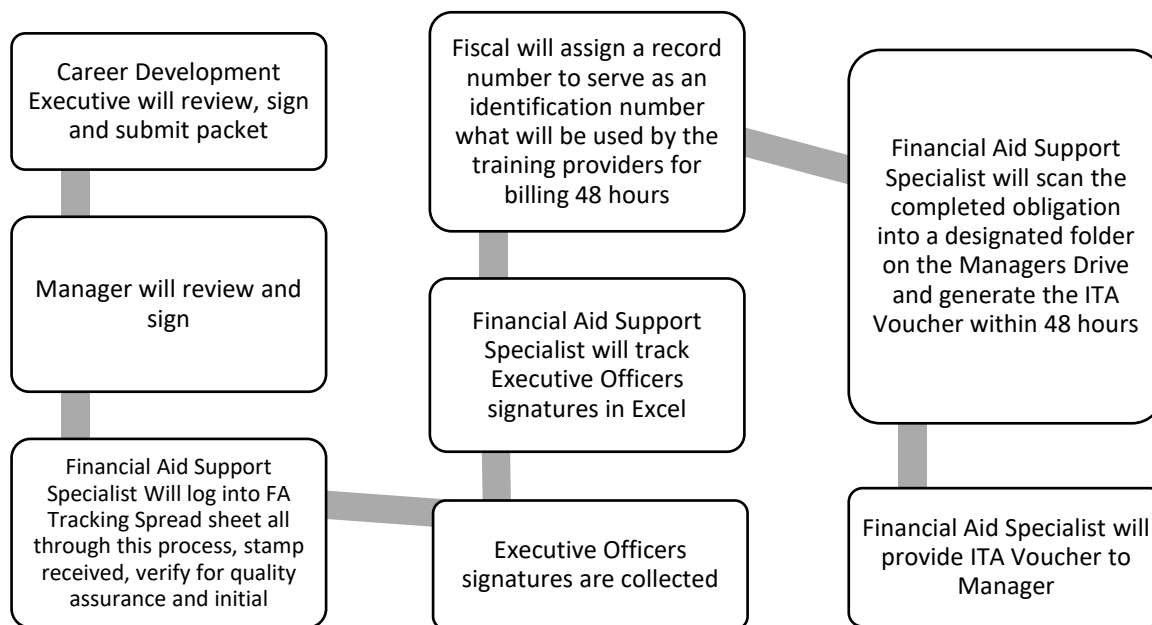 Career Development
Executive will review, sign
and submit packet
Manager will review and
sign
Financial Aid Support
Specialist Will log into FA
Tracking Spread sheet all
through this process, stamp
received, verify for quality
assurance and initial
Executive Officers
signatures are collected
Financial Aid Support
Specialist will track
Executive Officers
signatures in Excel
Fiscal will assign a record
number to serve as an
identification number
what will be used by the
training providers for
billing 48 hours
Financial Aid Support
Specialist will scan the
completed obligation
into a designated folder
on the Managers Drive
and generate the ITA
Voucher within 48 hours
Financial Aid Specialist will
provide ITA Voucher to
Manager